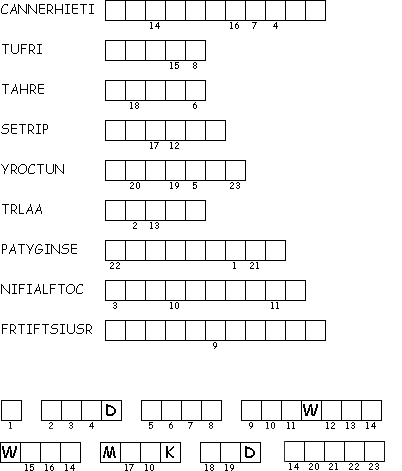 CANNERHIETI
14 16 7 4
TUFRI
15 8
TAHRE
18 6
SETRIP
17 12
YROCTUN
20 19 5 23
TRLAA
2 13
PATYGINSE
22 1 21
NIFIALFTOC
3 10 11
FRTIFTSIUSR
9
D W
1 2 3 4 5 6 7 8 9 10 11 12 13 14
W M K D
15 16 14 17 10 18 19 14 20 21 22 23